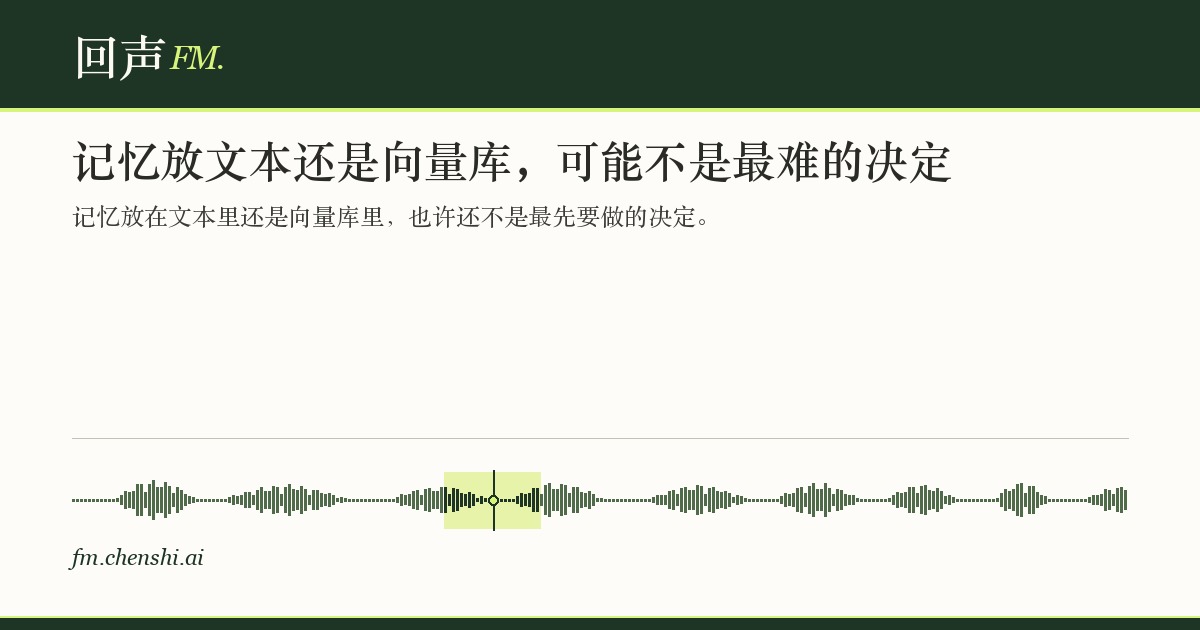 回声 FM.
记忆放文本还是向量库，可能不是最难的决定
记忆放在文本里还是向量库里，也许还不是最先要做的决定。
fm.chenshi.ai